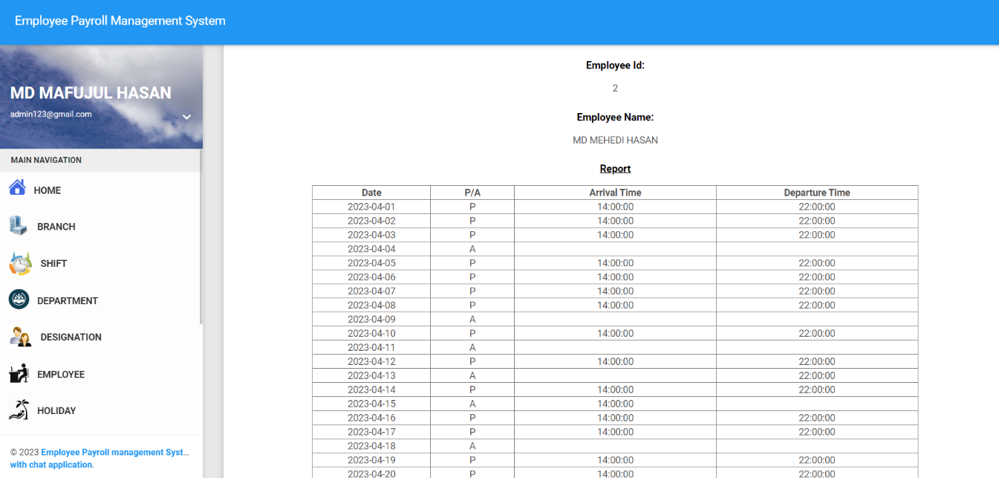 Employee Payroll Management System
MD MAFUJUL HASAN
admin123@gmail.com
MAIN NAVIGATION
HOME
BRANCH
SHIFT
DEPARTMENT
DESIGNATION
EMPLOYEE
HOLIDAY
© 2023 Employee Payroll management Syst...
with chat application.
Employee Id:
2
Employee Name:
MD MEHEDI HASAN
Report
Date P/A Arrival Time Departure Time
2023-04-01 P 14:00:00 22:00:00
2023-04-02 P 14:00:00 22:00:00
2023-04-03 P 14:00:00 22:00:00
2023-04-04 A
2023-04-05 P 14:00:00 22:00:00
2023-04-06 P 14:00:00 22:00:00
2023-04-07 P 14:00:00 22:00:00
2023-04-08 P 14:00:00 22:00:00
2023-04-09 A
2023-04-10 P 14:00:00 22:00:00
2023-04-11 A
2023-04-12 P 14:00:00 22:00:00
2023-04-13 A 22:00:00
2023-04-14 P 14:00:00 22:00:00
2023-04-15 A 14:00:00
2023-04-16 P 14:00:00 22:00:00
2023-04-17 P 14:00:00 22:00:00
2023-04-18 A
2023-04-19 P 14:00:00 22:00:00
2023-04-20 P 14:00:00 22:00:00